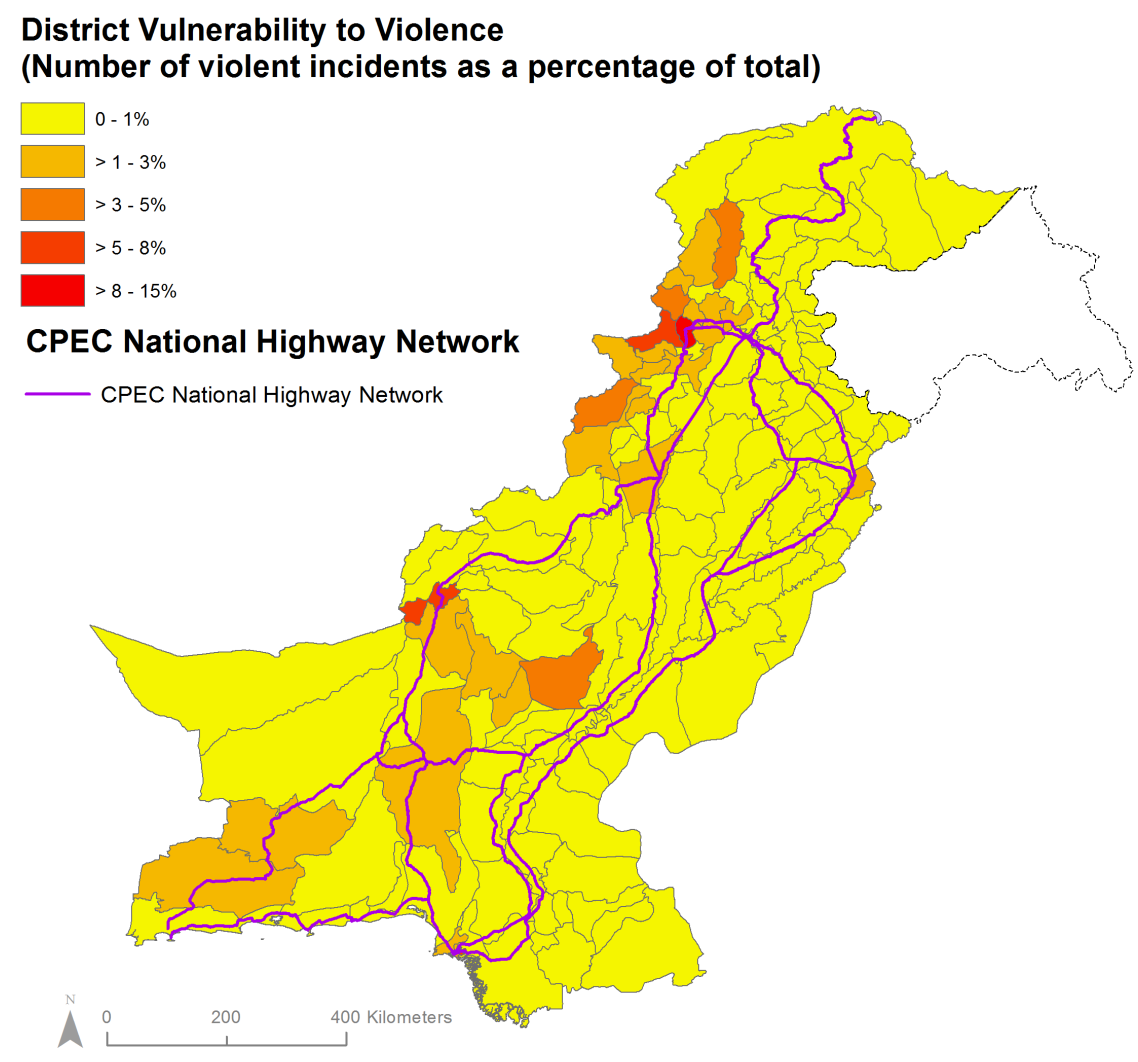 District Vulnerability to Violence
(Number of violent incidents as a percentage of total)
0 - 1%
> 1 - 3%
> 3 - 5%
> 5 - 8%
> 8 - 15%
CPEC National Highway Network
CPEC National Highway Network
N
0 200 400 Kilometers